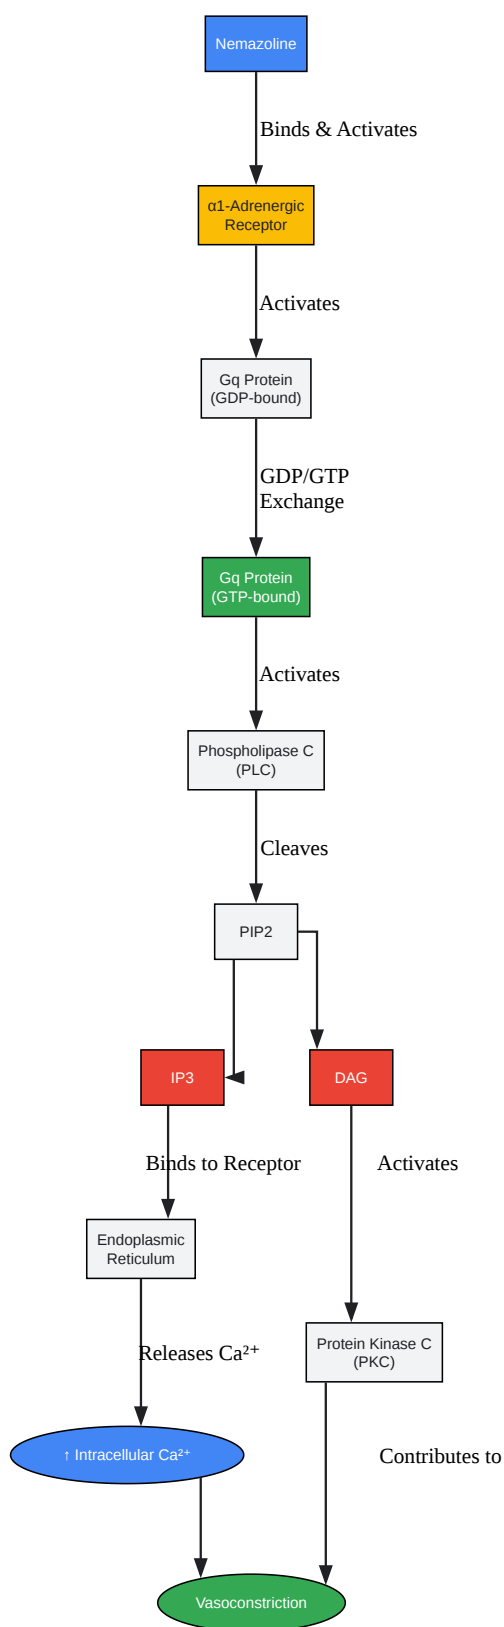 Nemazoline
Binds & Activates
α1-Adrenergic
Receptor
Activates
Gq Protein
(GDP-bound)
GDP/GTP
Exchange
Gq Protein
(GTP-bound)
Activates
Phospholipase C
(PLC)
Cleaves
PIP2
IP3
DAG
Binds to Receptor
Activates
Endoplasmic
Reticulum
Releases Ca²⁺
Protein Kinase C
(PKC)
↑ Intracellular Ca²⁺
Contributes to
Vasoconstriction